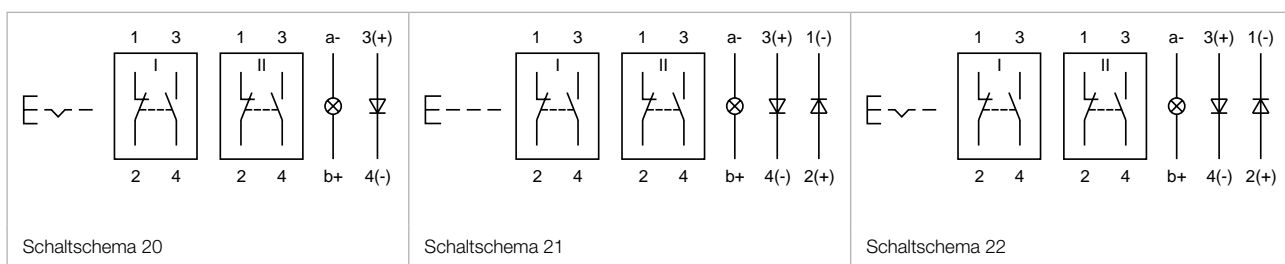 1 3 1 3 a- 3(+)
I II
2 4 2 4 b+ 4(-)
Schaltschema 20
1 3 1 3 a- 3(+) 1(-)
I II
2 4 2 4 b+ 4(-) 2(+)
Schaltschema 21
1 3 1 3 a- 3(+) 1(-)
I II
2 4 2 4 b+ 4(-) 2(+)
Schaltschema 22